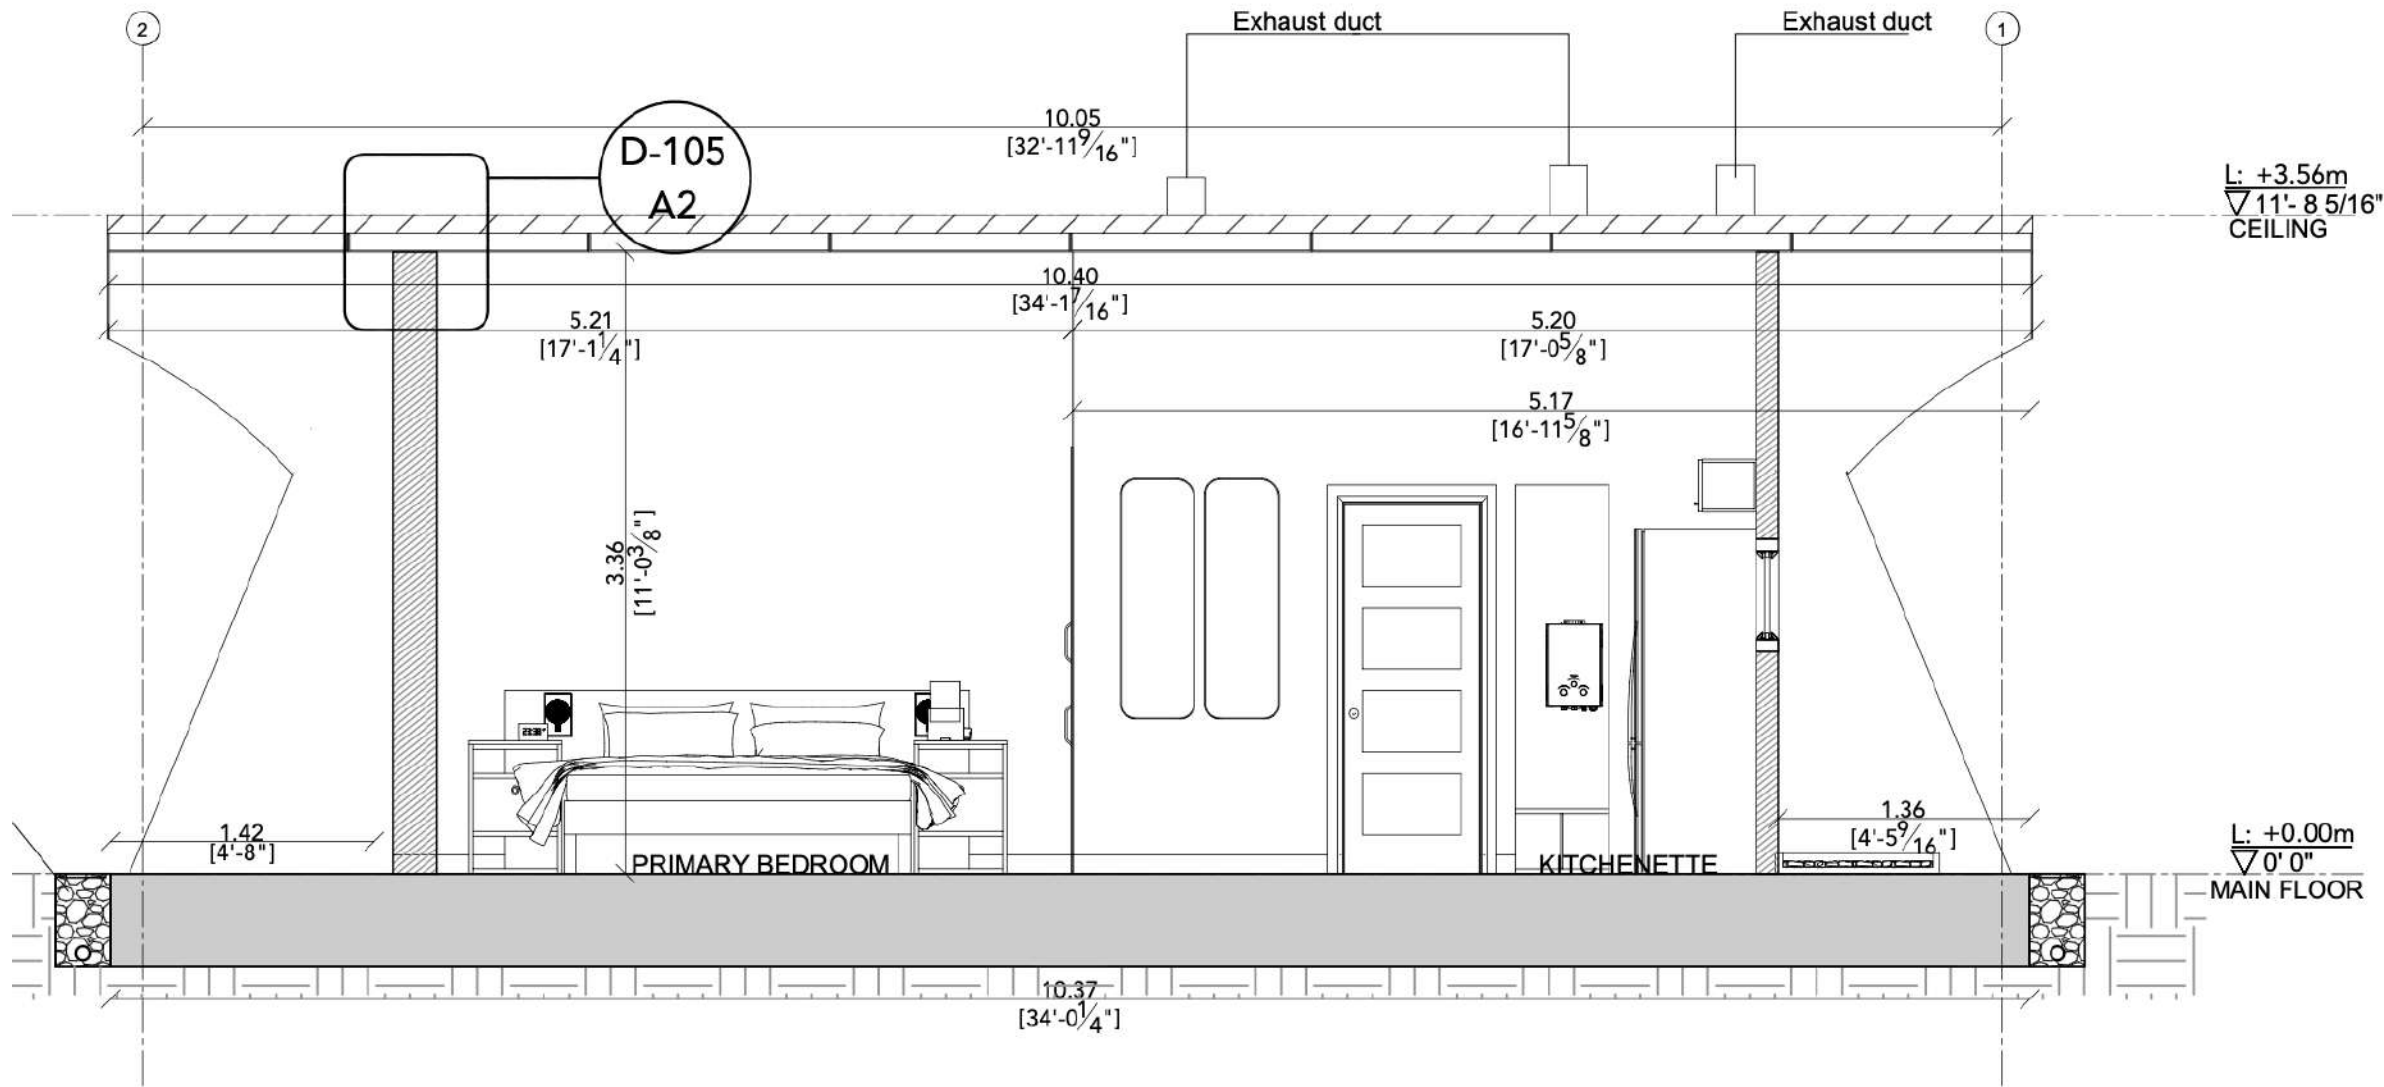 2
Exhaust duct
Exhaust duct
1
10.05
[32'-11 9/16"]
D-105
A2
L: +3.56m
11'- 8 5/16"
CEILING
10.40
[34'-1 7/16"]
5.21
[17'-1 1/4"]
5.20
[17'-0 5/8"]
5.17
[16'-11 5/8"]
3.36
[11'-0 3/8"]
1.42
[4'-8"]
1.36
[4'-5 9/16"]
PRIMARY BEDROOM
KITCHENETTE
L: +0.00m
0' 0"
MAIN FLOOR
10.37
[34'-0 1/4"]